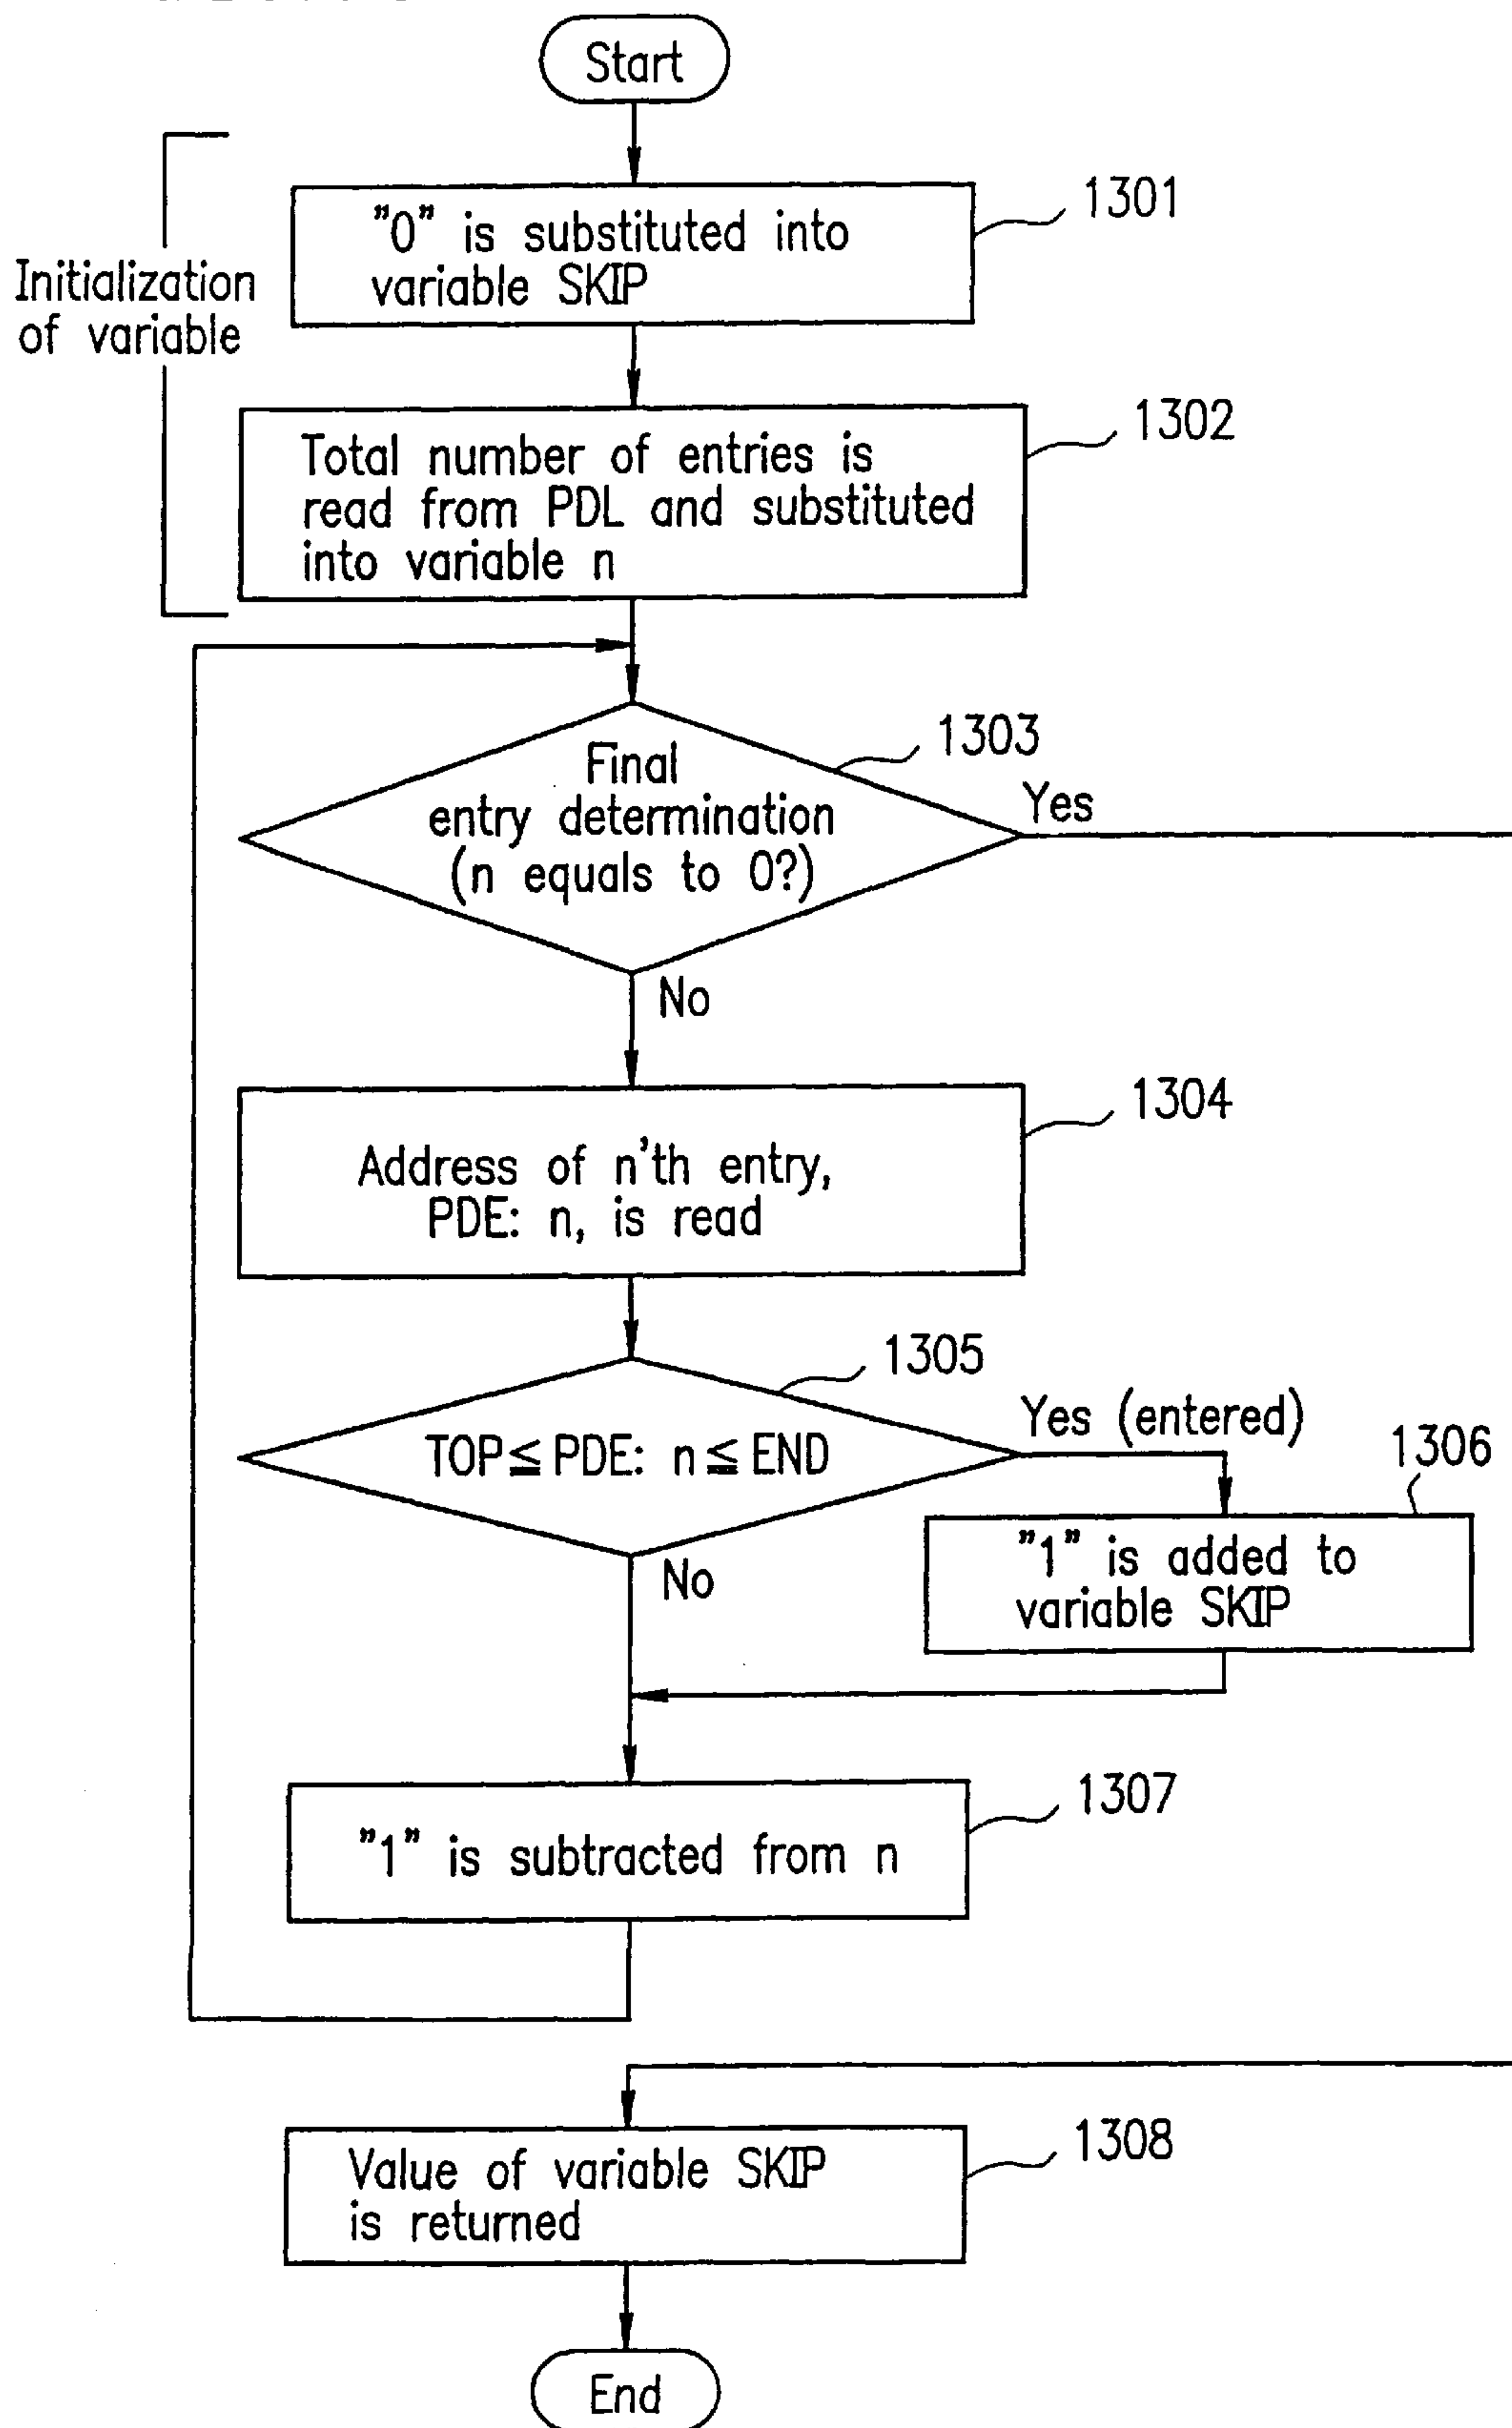 Start
1301
"0" is substituted into
variable SKIP
Initialization
of variable
1302
Total number of entries is
read from PDL and substituted
into variable n
1303
Final
entry determination
(n equals to 0?)
Yes
No
1304
Address of n'th entry,
PDE: n, is read
1305
TOP≦PDE: n≦END
Yes (entered)
1306
"1" is added to
variable SKIP
No
1307
"1" is subtracted from n
1308
Value of variable SKIP
is returned
End